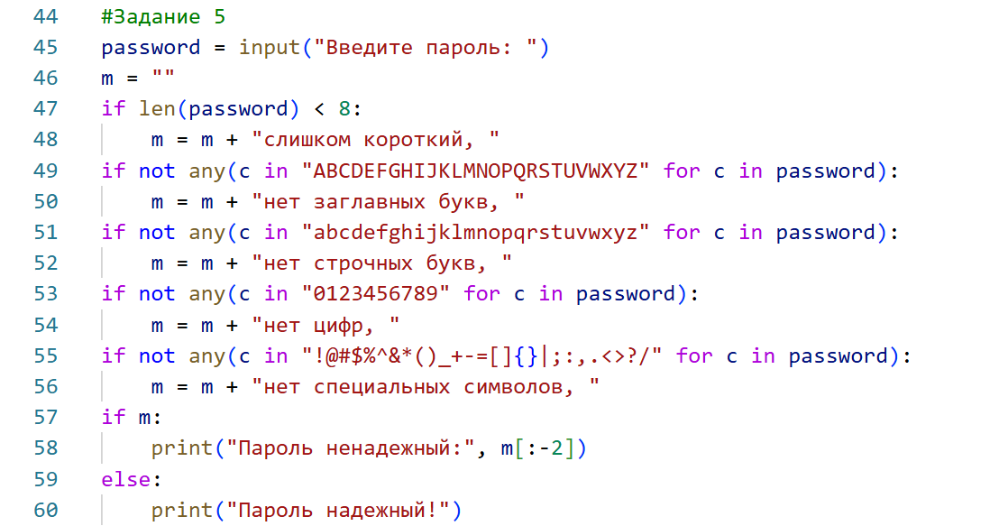 44 #Задание 5
45 password = input("Введите пароль: ")
46 m = ""
47 if len(password) < 8:
48     m = m + "слишком короткий, "
49 if not any(c in "ABCDEFGHIJKLMNOPQRSTUVWXYZ" for c in password):
50     m = m + "нет заглавных букв, "
51 if not any(c in "abcdefghijklmnopqrstuvwxyz" for c in password):
52     m = m + "нет строчных букв, "
53 if not any(c in "0123456789" for c in password):
54     m = m + "нет цифр, "
55 if not any(c in "!@#$%^&*()_+-=[]{}|;:,.<>?/" for c in password):
56     m = m + "нет специальных символов, "
57 if m:
58     print("Пароль ненадежный:", m[:-2])
59 else:
60     print("Пароль надежный!")